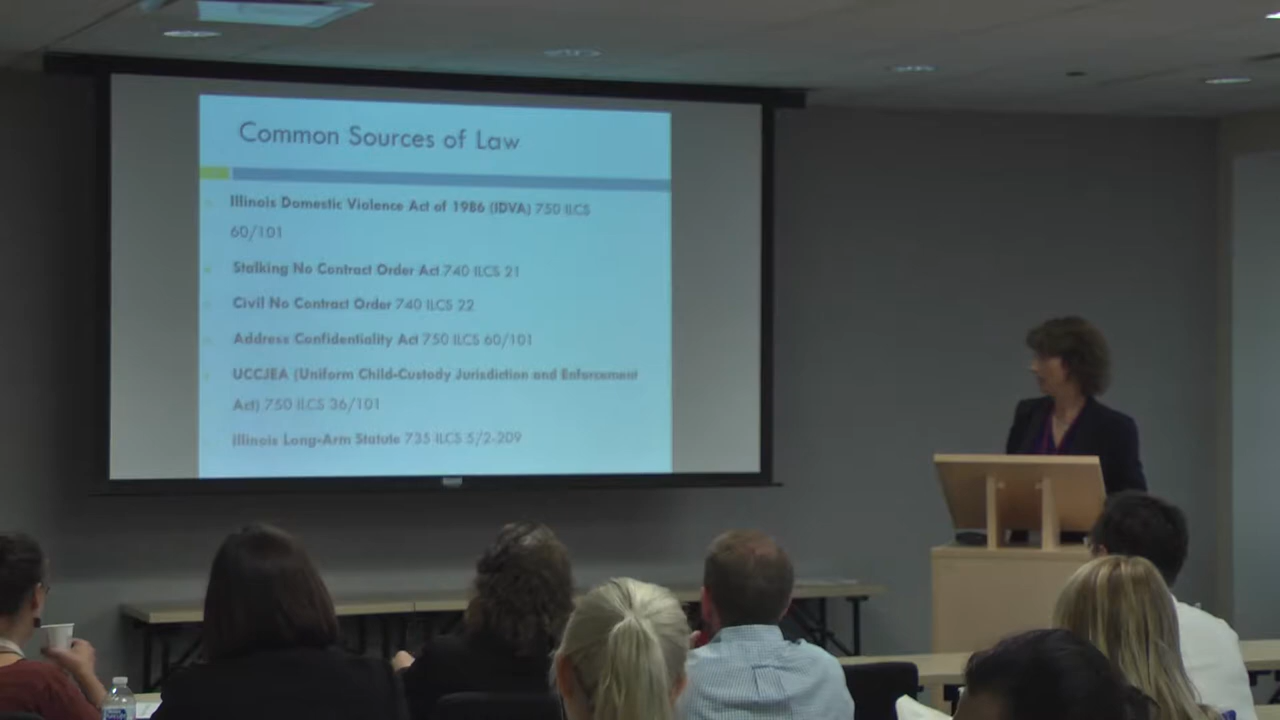 Common Sources of Law
Illinois Domestic Violence Act of 1986 (IDVA) 750 ILCS
60/101
Stalking No Contract Order Act 740 ILCS 21
Civil No Contract Order 740 ILCS 22
Address Confidentiality Act 750 ILCS 60/101
UCCJEA (Uniform Child-Custody Jurisdiction and Enforcement
Act) 750 ILCS 36/101
Illinois Long-Arm Statute 735 ILCS 5/2-209